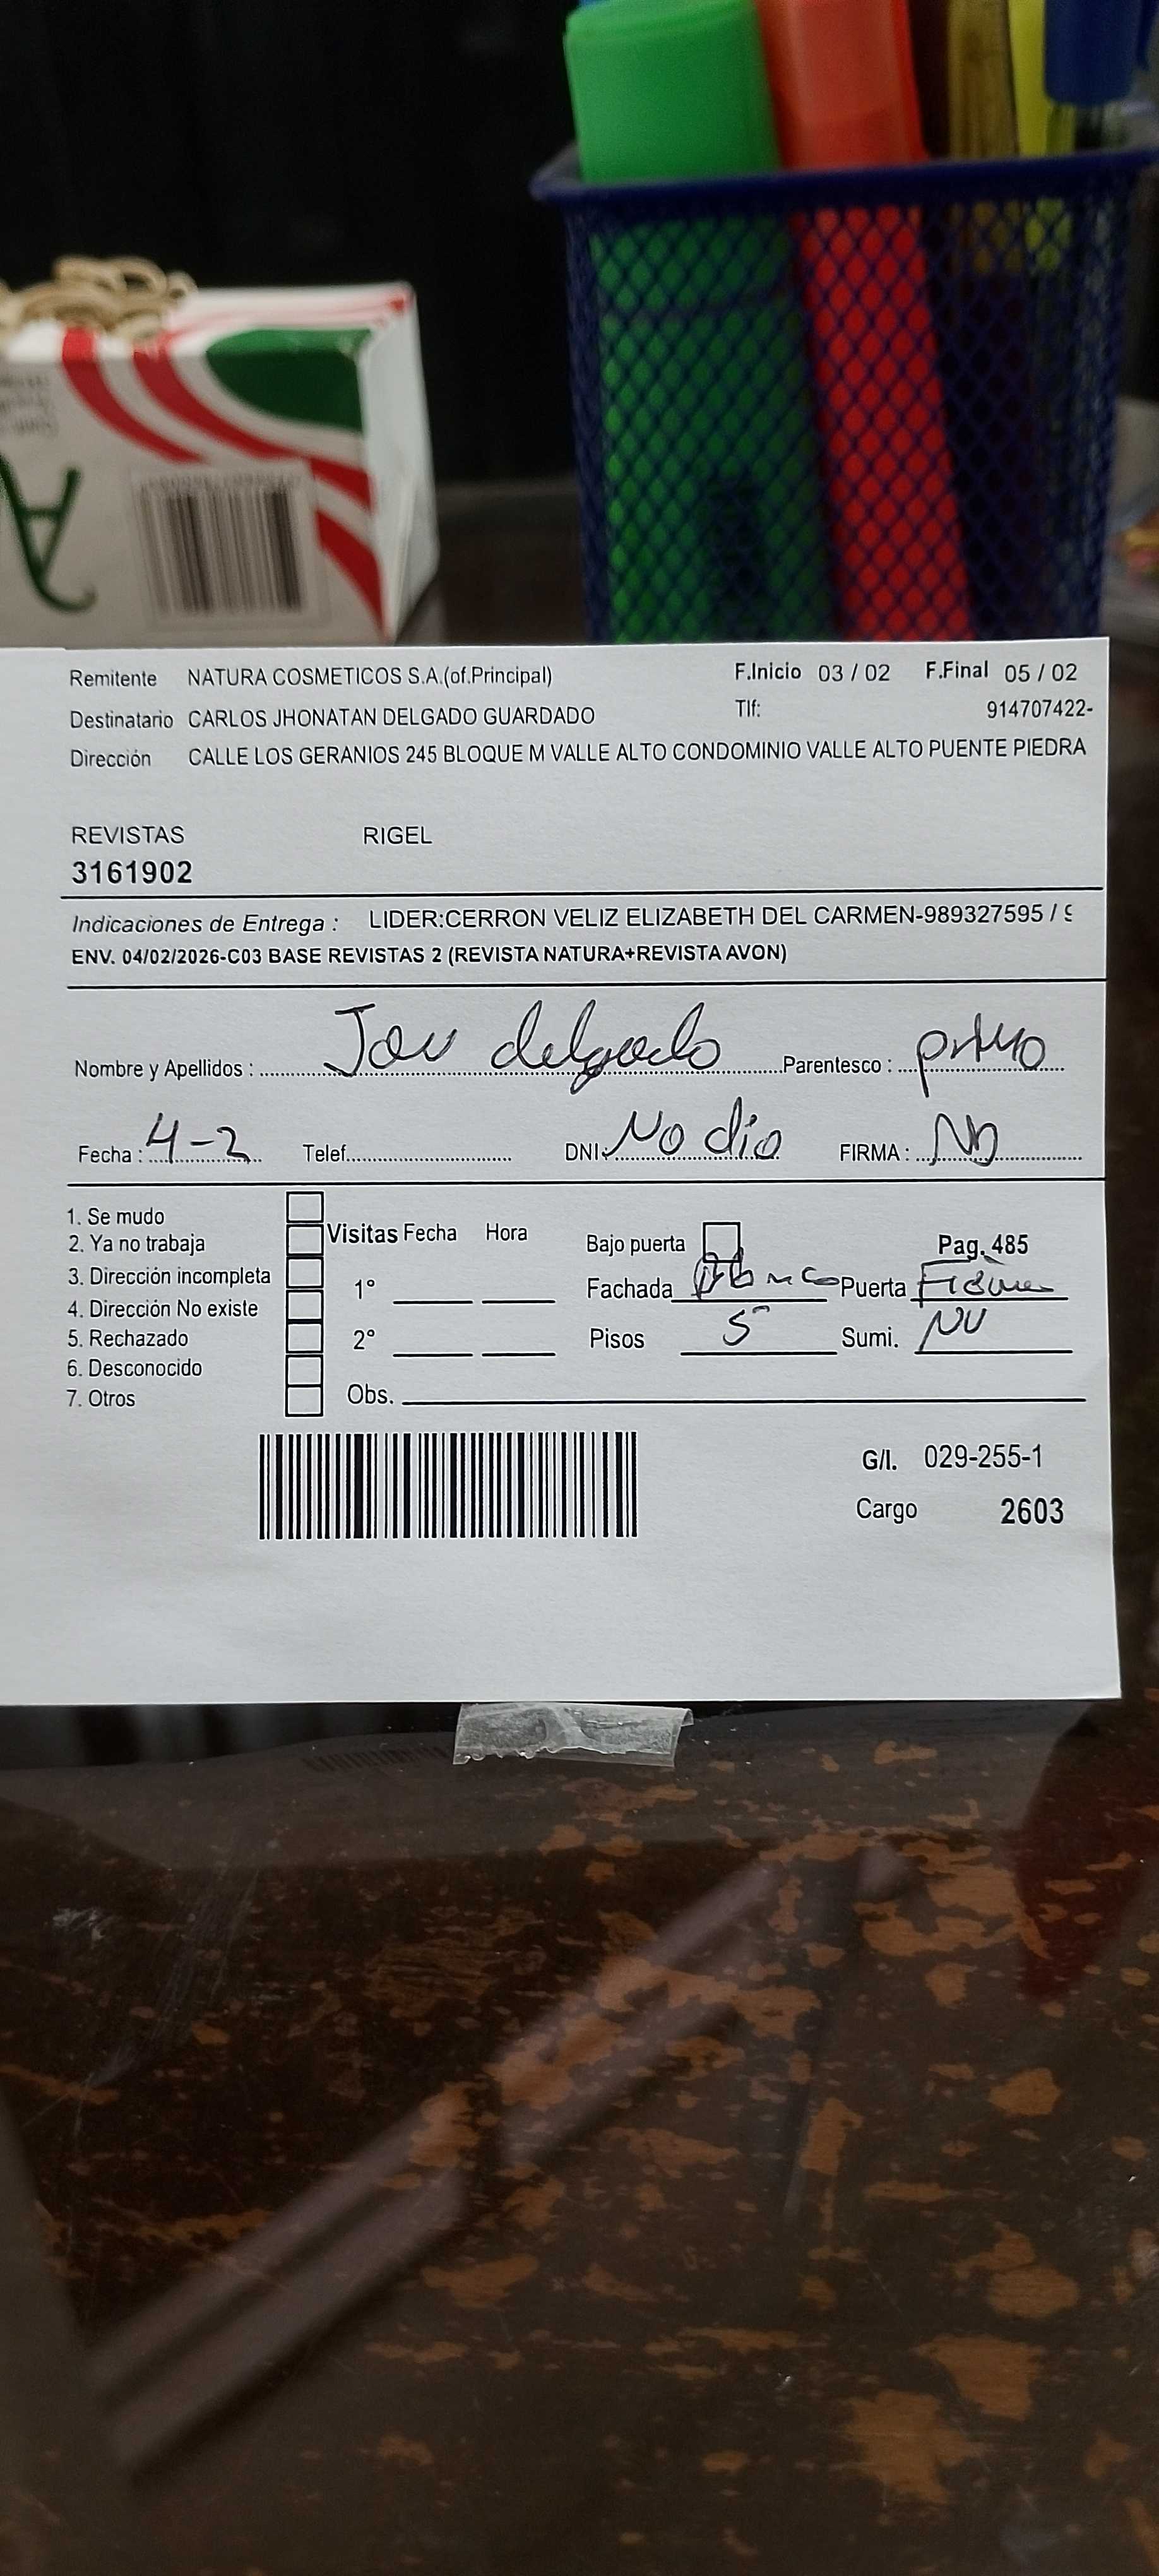 Remitente NATURA COSMETICOS S.A.(of.Principal) F.Inicio 03 / 02 F.Final 05 / 02
Destinatario CARLOS JHONATAN DELGADO GUARDADO Tlf: 914707422-
Dirección CALLE LOS GERANIOS 245 BLOQUE M VALLE ALTO CONDOMINIO VALLE ALTO PUENTE PIEDRA
REVISTAS RIGEL
3161902
Indicaciones de Entrega : LIDER:CERRON VELIZ ELIZABETH DEL CARMEN-989327595 /
ENV. 04/02/2026-C03 BASE REVISTAS 2 (REVISTA NATURA+REVISTA AVON)
Nombre y Apellidos : delgado Parentesco : primo
Fecha : 4-2 Telef. DNI: No dio FIRMA : No
1. Se mudo
2. Ya no trabaja Visitas Fecha Hora Bajo puerta Pag. 485
3. Dirección incompleta 1° Fachada Blanco Puerta
4. Dirección No existe
5. Rechazado 2° Pisos 5 Sumi.
6. Desconocido
7. Otros Obs.
G/l. 029-255-1
Cargo 2603